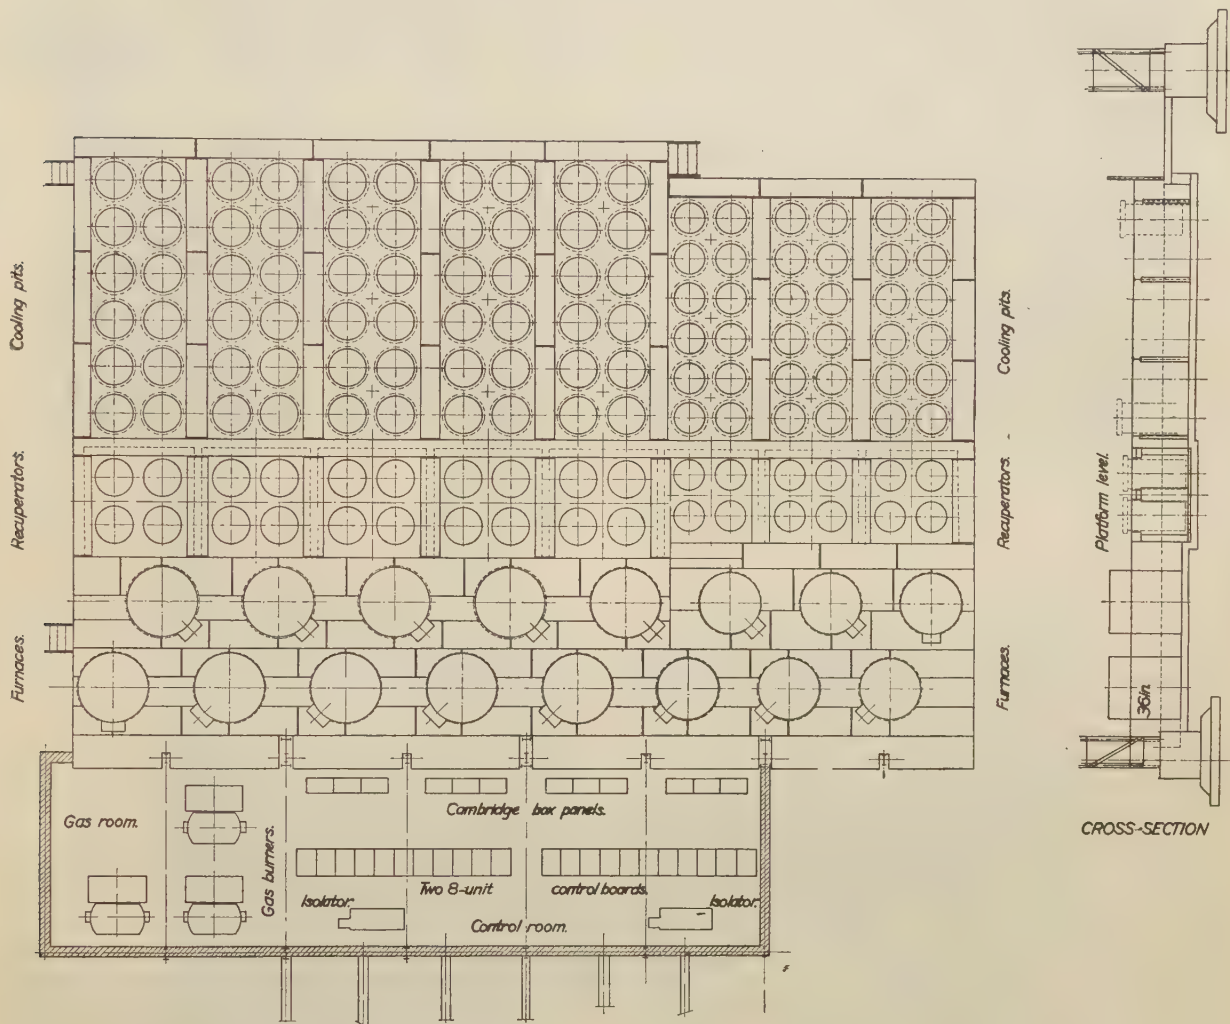 Cooling pits.
Cooling pits.
Recuperators.
Recuperators.
Platform level.
Furnaces.
Furnaces.
36in
CROSS-SECTION
Gas room.
Gas burners.
Cambridge box panels.
Two 8-unit control boards.
Isolator.
Isolator.
Control room.